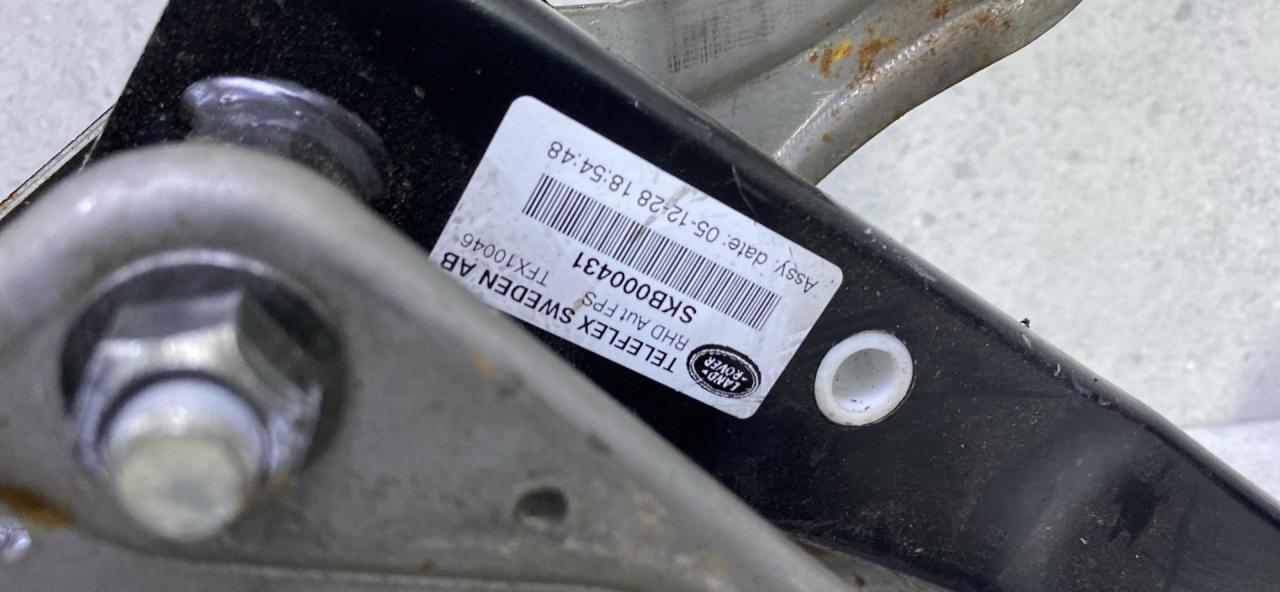 LAND-
-ROVER
TELEFLEX SWEDEN AB
RHD Aut FPS TFX10046
SKB000431
Assy. date: 05-12-28 18:54:48